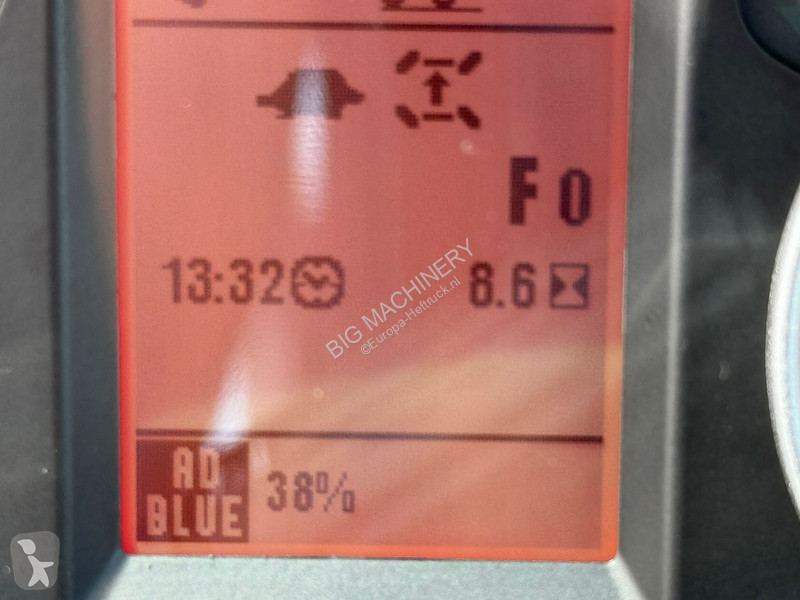 F 0
13:32 8.6
BIG MACHINERY
©Europa-Heftruck.nl
AD BLUE 38%